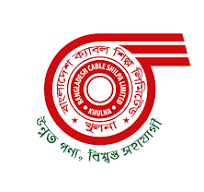 বাংলাদেশ ক্যাবল শিল্প লিমিটেড
BANGLADESH CABLE SHILPA LIMITED
KHULNA
খুলনা
উন্নত পণ্য, বিশ্বস্ত সহযোগী